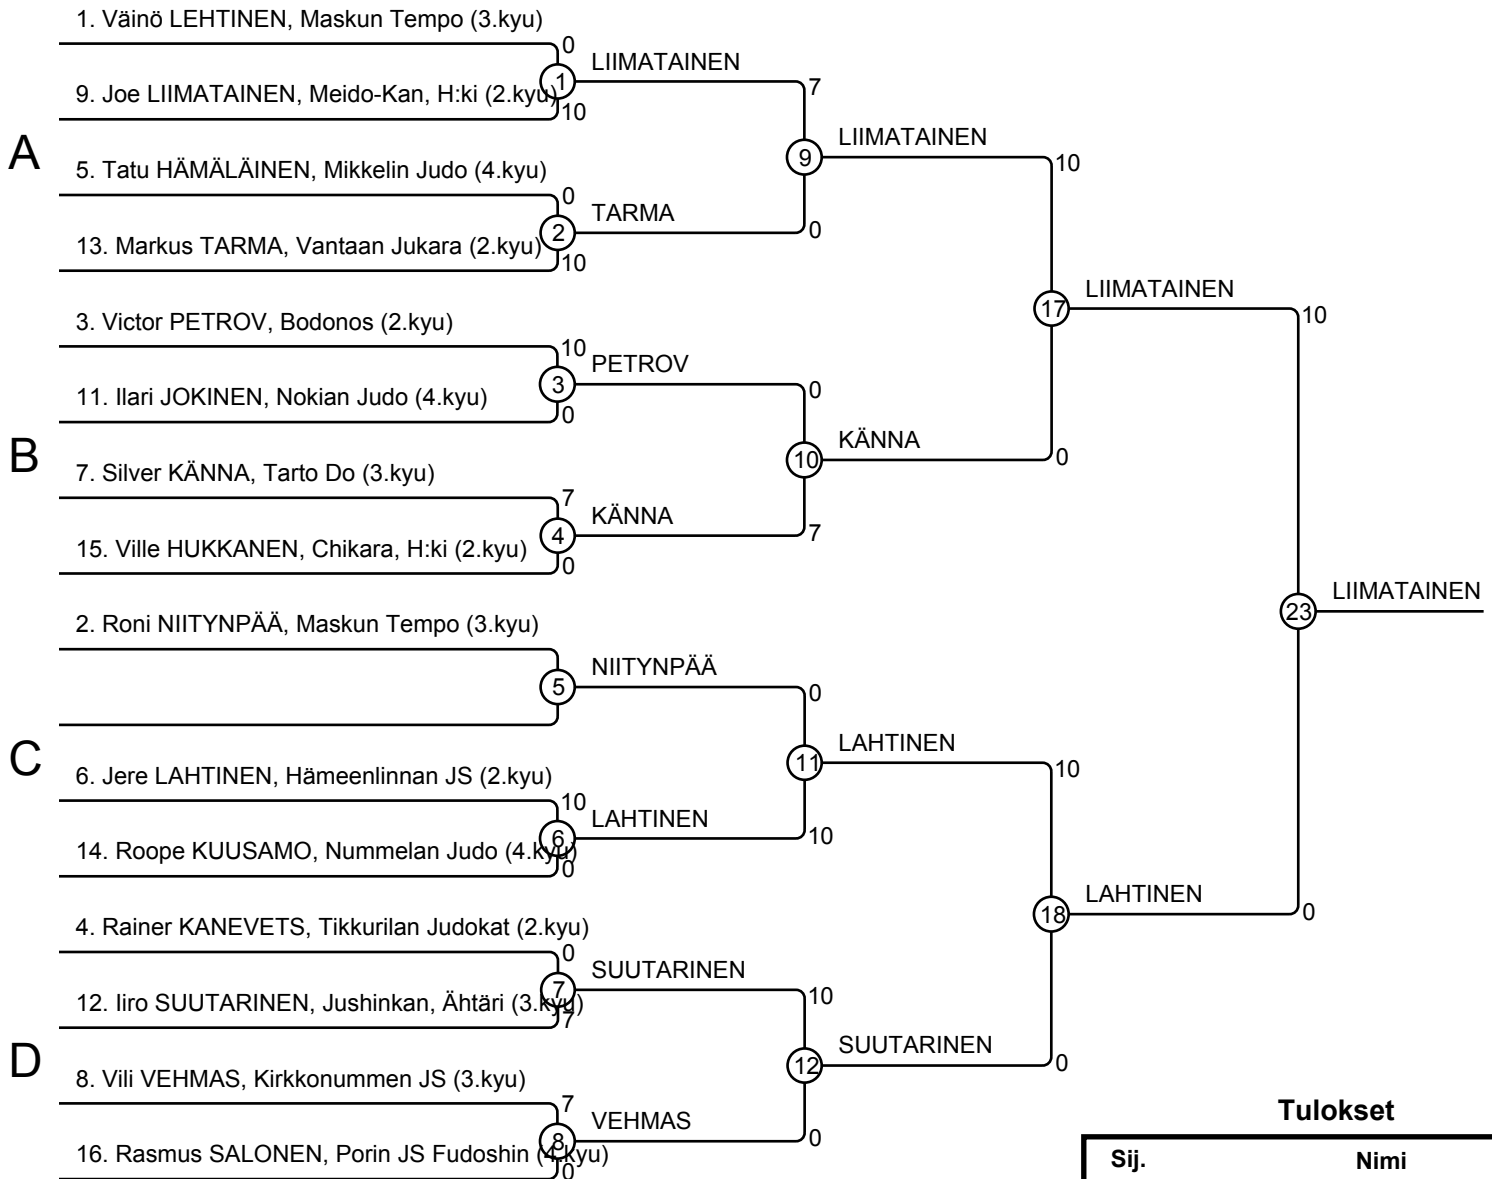 1. Väinö LEHTINEN, Maskun Tempo (3.kyu)
0
LIIMATAINEN
1
7
9. Joe LIIMATAINEN, Meido-Kan, H:ki (2.kyu)
10
A
LIIMATAINEN
9
10
5. Tatu HÄMÄLÄINEN, Mikkelin Judo (4.kyu)
0
TARMA
2
0
13. Markus TARMA, Vantaan Jukara (2.kyu)
10
LIIMATAINEN
17
10
3. Victor PETROV, Bodonos (2.kyu)
10
PETROV
3
0
11. Ilari JOKINEN, Nokian Judo (4.kyu)
0
B
KÄNNA
10
0
7. Silver KÄNNA, Tarto Do (3.kyu)
7
KÄNNA
4
7
15. Ville HUKKANEN, Chikara, H:ki (2.kyu)
0
LIIMATAINEN
23
2. Roni NIITYNPÄÄ, Maskun Tempo (3.kyu)
NIITYNPÄÄ
5
0
C
LAHTINEN
11
10
6. Jere LAHTINEN, Hämeenlinnan JS (2.kyu)
10
LAHTINEN
6
10
14. Roope KUUSAMO, Nummelan Judo (4.kyu)
0
LAHTINEN
18
0
4. Rainer KANEVETS, Tikkurilan Judokat (2.kyu)
0
SUUTARINEN
7
10
12. Iiro SUUTARINEN, Jushinkan, Ähtäri (3.kyu)
7
D
SUUTARINEN
12
0
8. Vili VEHMAS, Kirkkonummen JS (3.kyu)
7
VEHMAS
8
0
16. Rasmus SALONEN, Porin JS Fudoshin (4.kyu)
0
Tulokset
Sij. Nimi